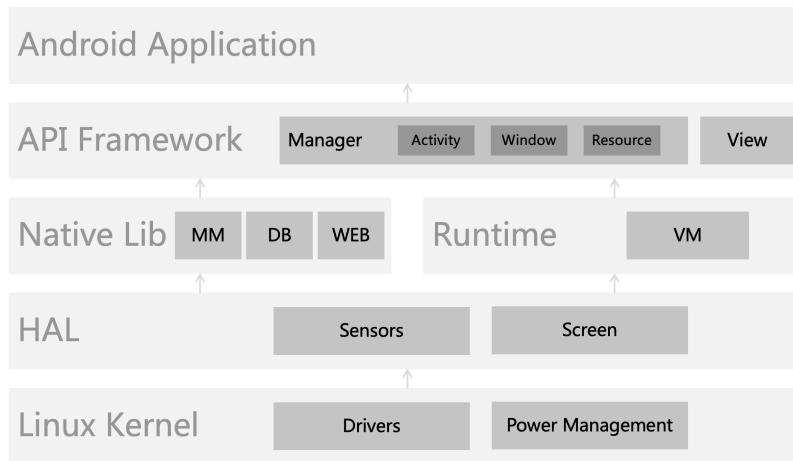 Android Application
API Framework
Manager
Activity
Window
Resource
View
Native Lib
MM
DB
WEB
Runtime
VM
HAL
Sensors
Screen
Linux Kernel
Drivers
Power Management